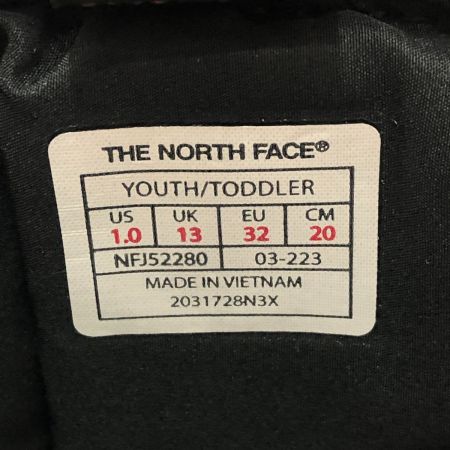 THE NORTH FACE®
YOUTH/TODDLER
US UK EU CM
1.0 13 32 20
NFJ52280 03-223
MADE IN VIETNAM
2031728N3X